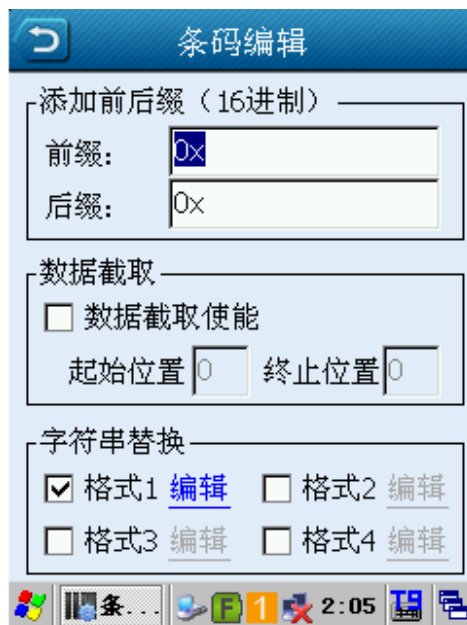 条码编辑
添加前后缀（16进制）
前缀: 0x
后缀: 0x
数据截取
数据截取使能
起始位置 0 终止位置 0
字符串替换
格式1 编辑 格式2 编辑
格式3 编辑 格式4 编辑
条... F 1 2:05 T9